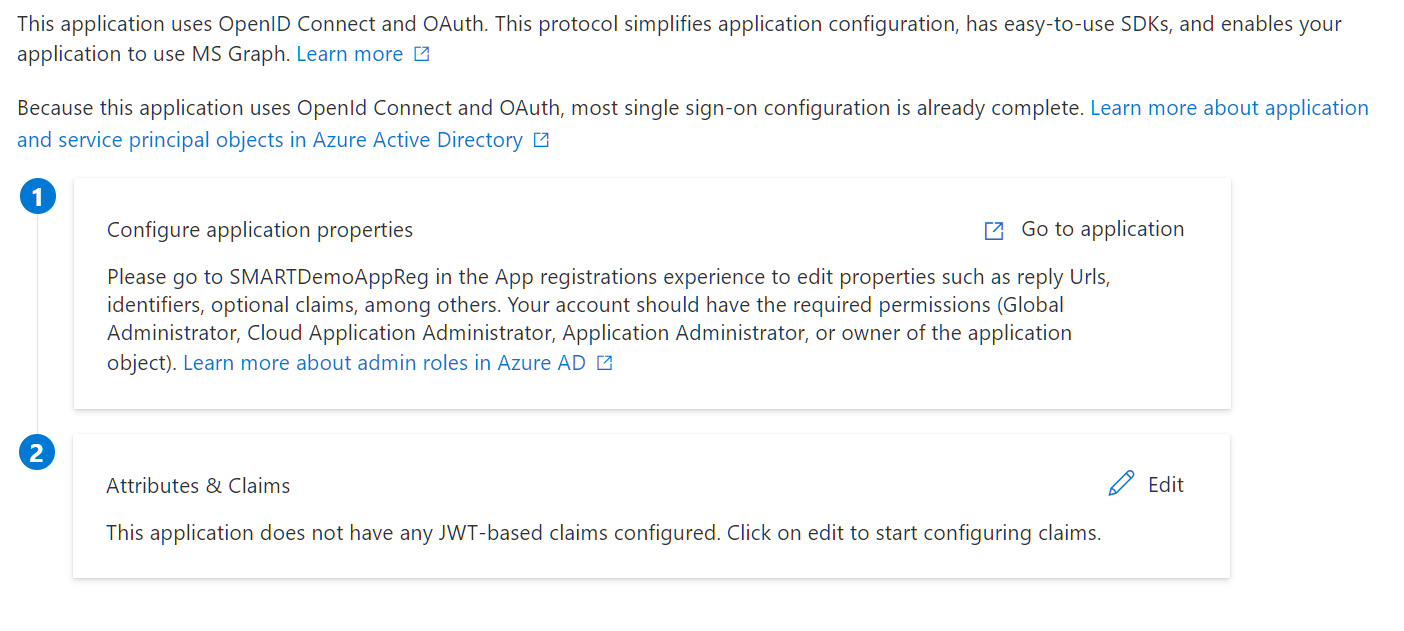 This application uses OpenID Connect and OAuth. This protocol simplifies application configuration, has easy-to-use SDKs, and enables your
application to use MS Graph. Learn more
Because this application uses OpenId Connect and OAuth, most single sign-on configuration is already complete. Learn more about application
and service principal objects in Azure Active Directory
1
Configure application properties
Go to application
Please go to SMARTDemoAppReg in the App registrations experience to edit properties such as reply Urls,
identifiers, optional claims, among others. Your account should have the required permissions (Global
Administrator, Cloud Application Administrator, Application Administrator, or owner of the application
object). Learn more about admin roles in Azure AD
2
Attributes & Claims
Edit
This application does not have any JWT-based claims configured. Click on edit to start configuring claims.